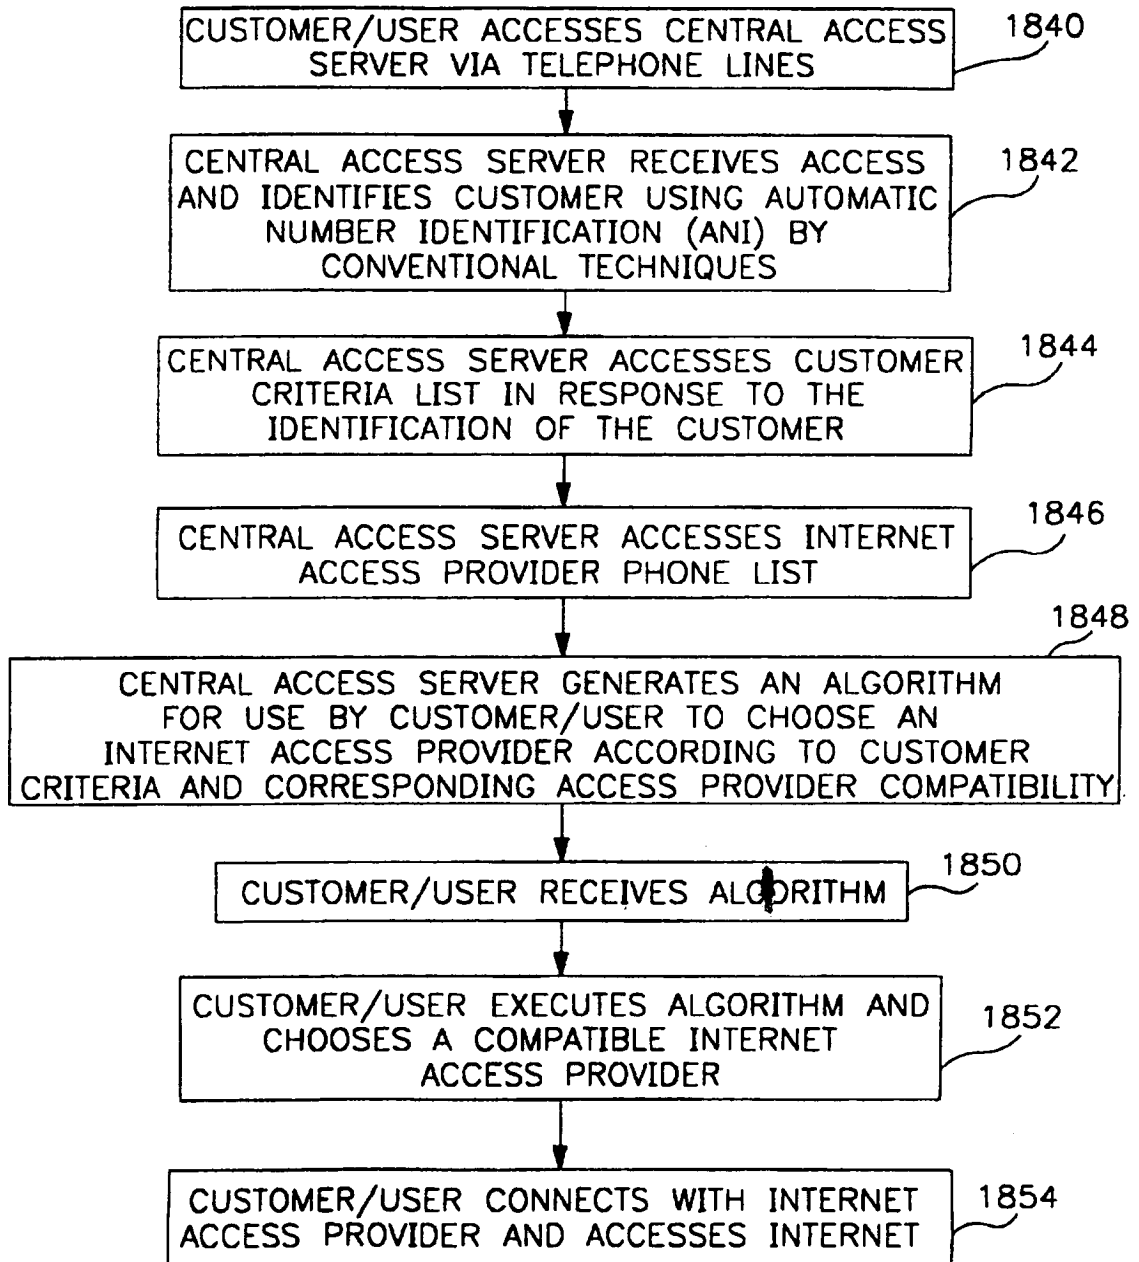 CUSTOMER/USER ACCESSES CENTRAL ACCESS
SERVER VIA TELEPHONE LINES
1840
CENTRAL ACCESS SERVER RECEIVES ACCESS
AND IDENTIFIES CUSTOMER USING AUTOMATIC
NUMBER IDENTIFICATION (ANI) BY
CONVENTIONAL TECHNIQUES
1842
CENTRAL ACCESS SERVER ACCESSES CUSTOMER
CRITERIA LIST IN RESPONSE TO THE
IDENTIFICATION OF THE CUSTOMER
1844
CENTRAL ACCESS SERVER ACCESSES INTERNET
ACCESS PROVIDER PHONE LIST
1846
CENTRAL ACCESS SERVER GENERATES AN ALGORITHM
FOR USE BY CUSTOMER/USER TO CHOOSE AN
INTERNET ACCESS PROVIDER ACCORDING TO CUSTOMER
CRITERIA AND CORRESPONDING ACCESS PROVIDER COMPATIBILITY
1848
CUSTOMER/USER RECEIVES ALGORITHM
1850
CUSTOMER/USER EXECUTES ALGORITHM AND
CHOOSES A COMPATIBLE INTERNET
ACCESS PROVIDER
1852
CUSTOMER/USER CONNECTS WITH INTERNET
ACCESS PROVIDER AND ACCESSES INTERNET
1854